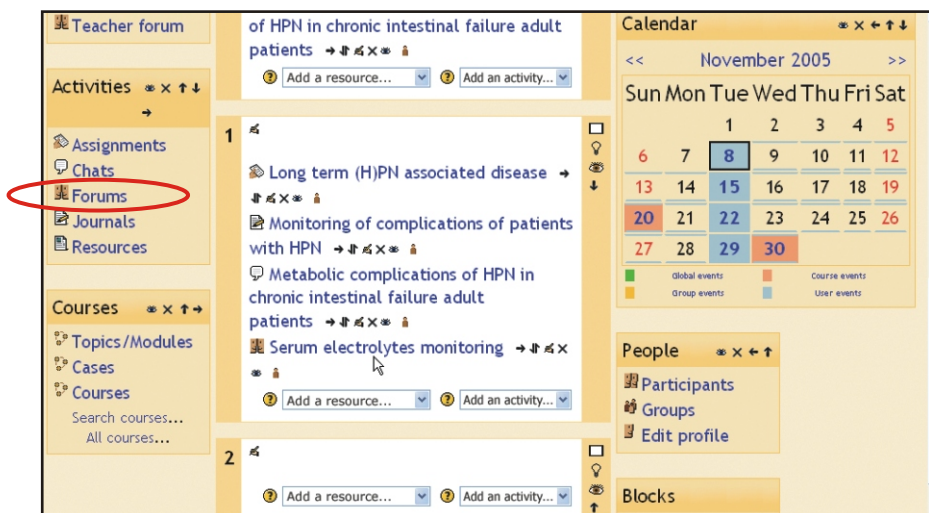 Teacher forum
Activities
Assignments
Chats
Forums
Journals
Resources
Courses
Topics/Modules
Cases
Courses
Search courses...
All courses...
of HPN in chronic intestinal failure adult
patients
Add a resource... Add an activity...
1
Long term (H)PN associated disease
Monitoring of complications of patients
with HPN
Metabolic complications of HPN in
chronic intestinal failure adult
patients
Serum electrolytes monitoring
Add a resource... Add an activity...
2
Add a resource... Add an activity...
Calendar
<< November 2005 >>
Sun Mon Tue Wed Thu Fri Sat
1 2 3 4 5
6 7 8 9 10 11 12
13 14 15 16 17 18 19
20 21 22 23 24 25 26
27 28 29 30
Global events Course events
Group events User events
People
Participants
Groups
Edit profile
Blocks